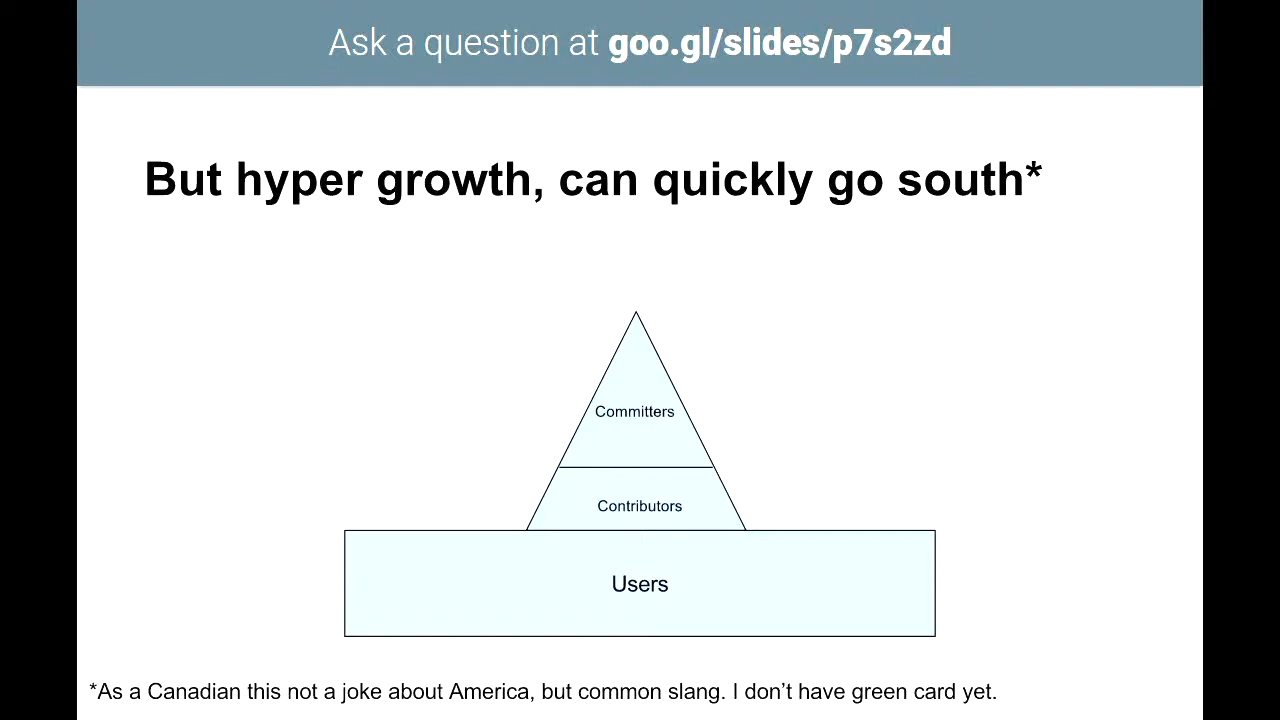 Ask a question at goo.gl/slides/p7s2zd
But hyper growth, can quickly go south*
Committers
Contributors
Users
*As a Canadian this not a joke about America, but common slang. I don’t have green card yet.